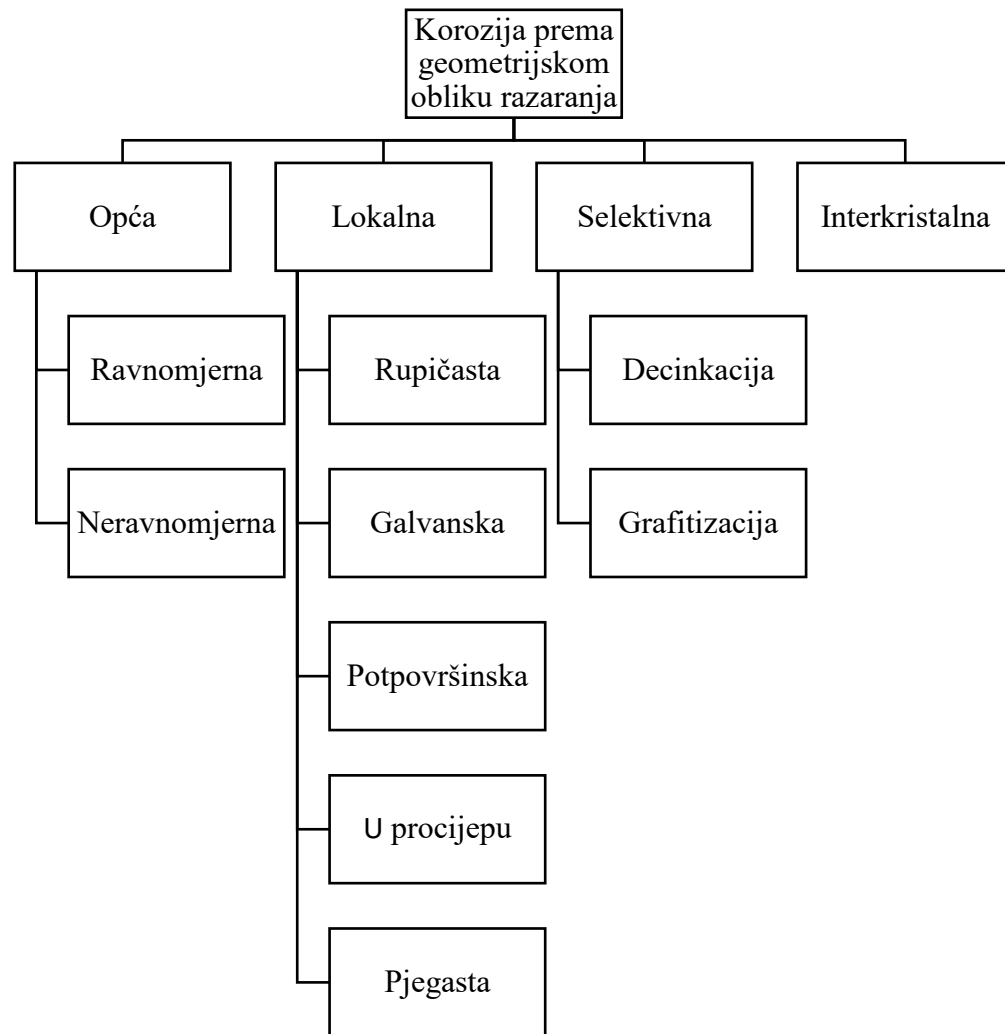 Korozija prema
geometrijskom
obliku razaranja
Opća
Lokalna
Selektivna
Interkristalna
Ravnomjerna
Rupičasta
Decinkacija
Neravnomjerna
Galvanska
Grafitizacija
Potpovršinska
U procijepu
Pjegasta